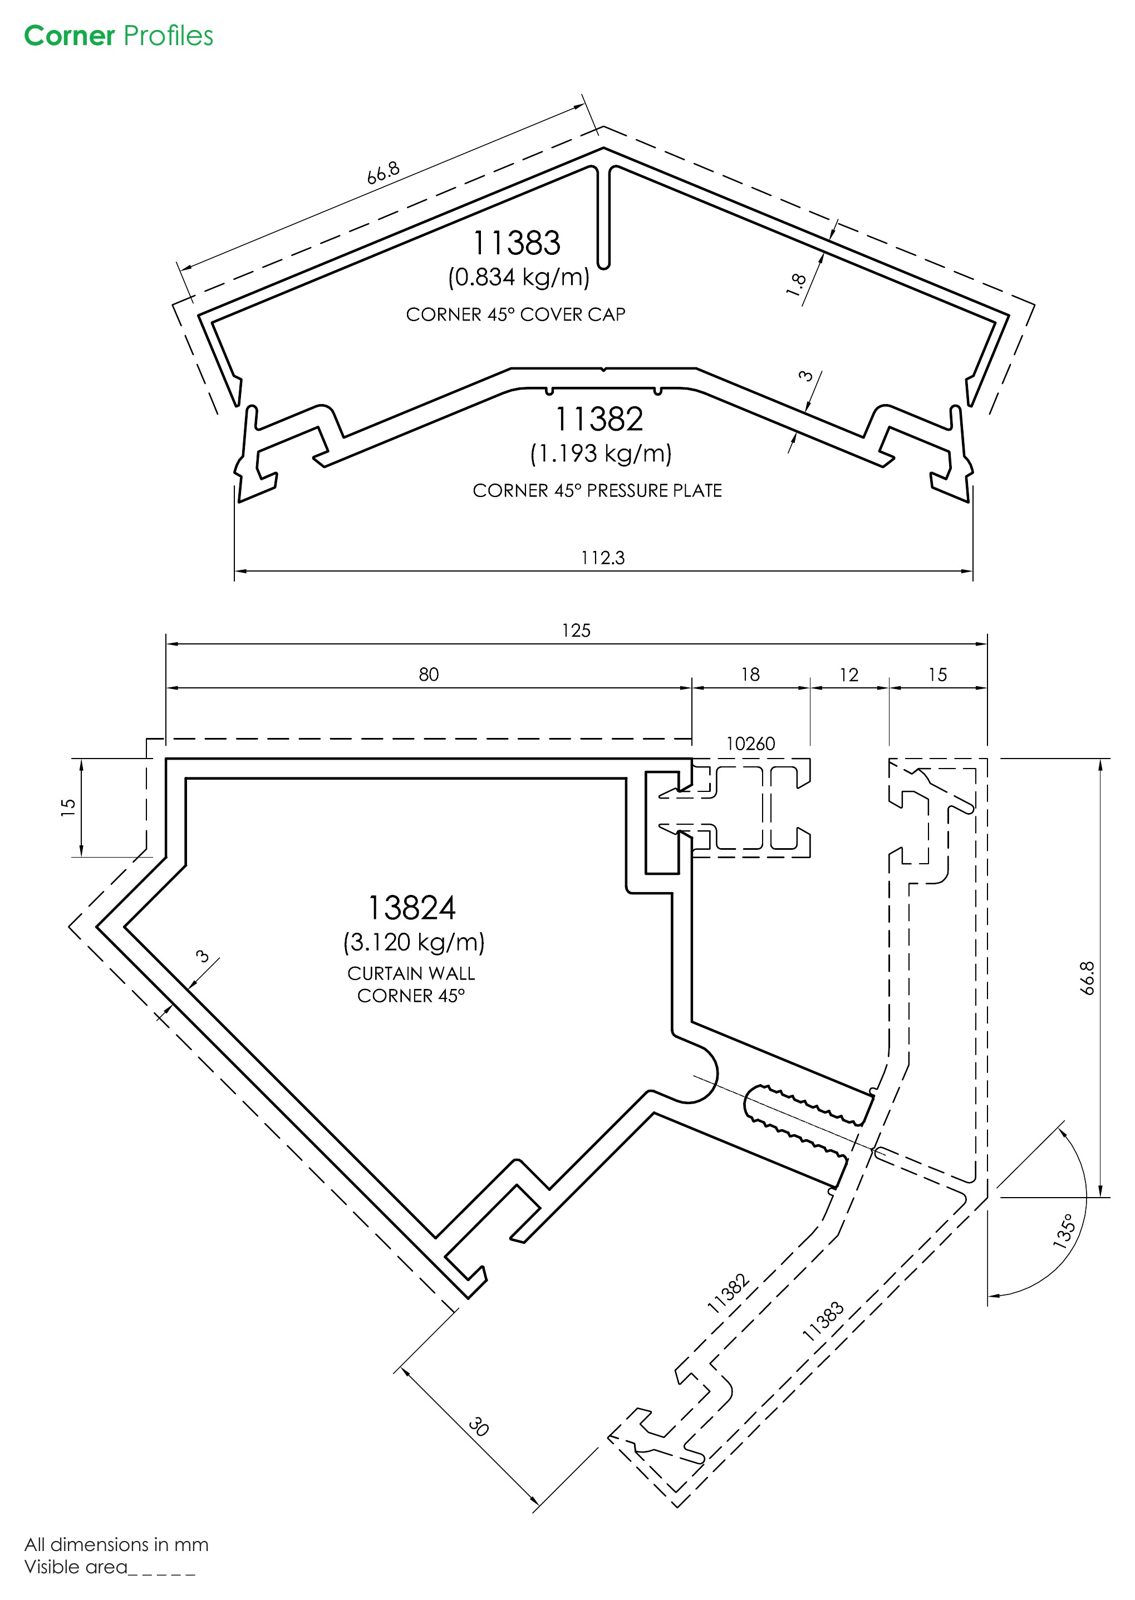 Corner Profiles
66.8
11383
(0.834 kg/m)
CORNER 45° COVER CAP
1.8
3
11382
(1.193 kg/m)
CORNER 45° PRESSURE PLATE
112.3
125
80
18
12
15
10260
15
13824
(3.120 kg/m)
CURTAIN WALL
CORNER 45°
3
66.8
135°
11382
11383
30
All dimensions in mm
Visible area_ _ _ _ _